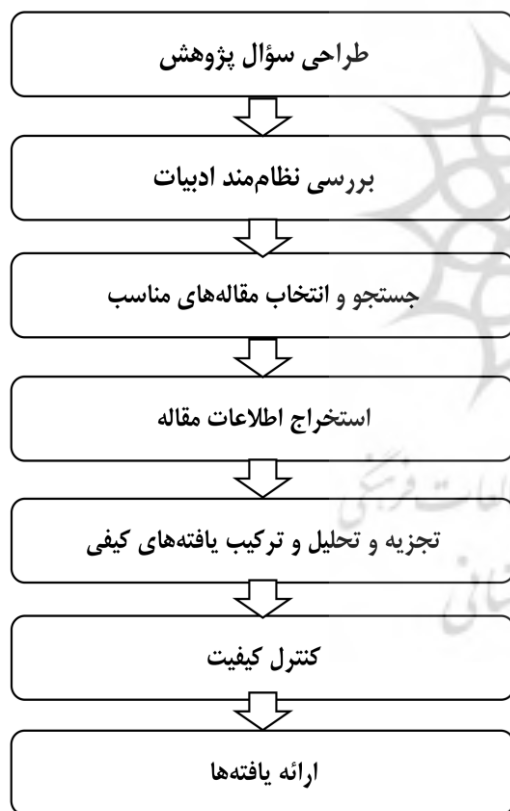 طراحی سؤال پژوهش
بررسی نظام‌مند ادبیات
جستجو و انتخاب مقاله‌های مناسب
استخراج اطلاعات مقاله
تجزیه و تحلیل و ترکیب یافته‌های کیفی
کنترل کیفیت
ارائه یافته‌ها